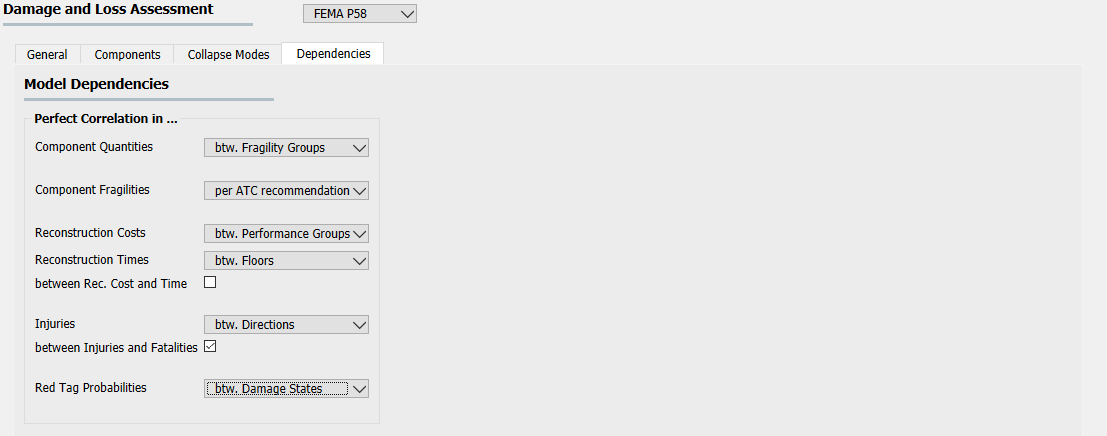 Damage and Loss Assessment
FEMA P58
General
Components
Collapse Modes
Dependencies
Model Dependencies
Perfect Correlation in ...
Component Quantities
btw. Fragility Groups
Component Fragilities
per ATC recommendation
Reconstruction Costs
btw. Performance Groups
Reconstruction Times
btw. Floors
between Rec. Cost and Time
Injuries
btw. Directions
between Injuries and Fatalities
Red Tag Probabilities
btw. Damage States